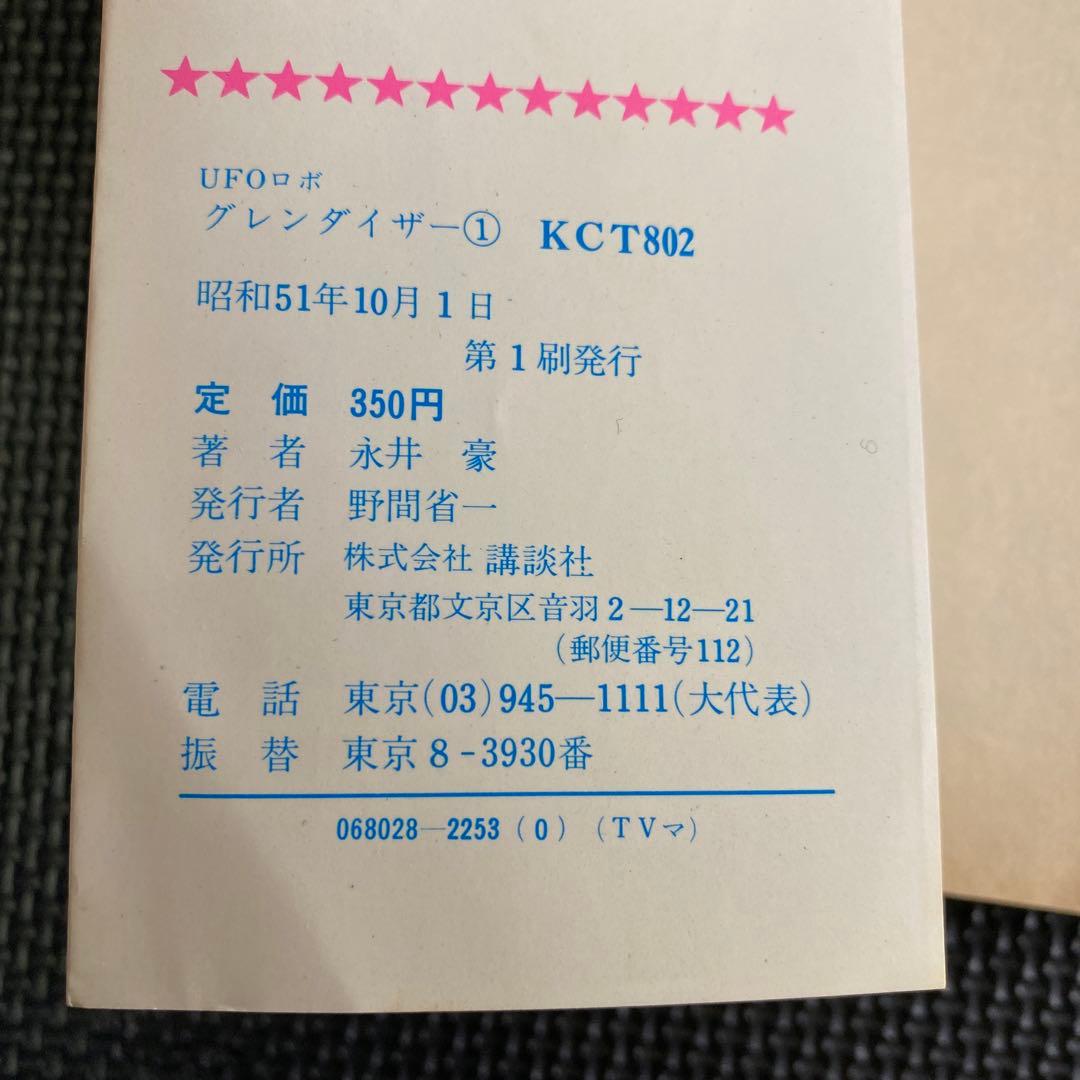 UFOロボ
グレンダイザー① KCT802
昭和51年10月1日
第1刷発行
定 価 350円
著 者 永井 豪
発行者 野間省一
発行所 株式会社 講談社
東京都文京区音羽2―12―21
(郵便番号112)
電 話 東京(03)945―1111(大代表)
振 替 東京8-3930番
068028―2253(0)(TVマ)